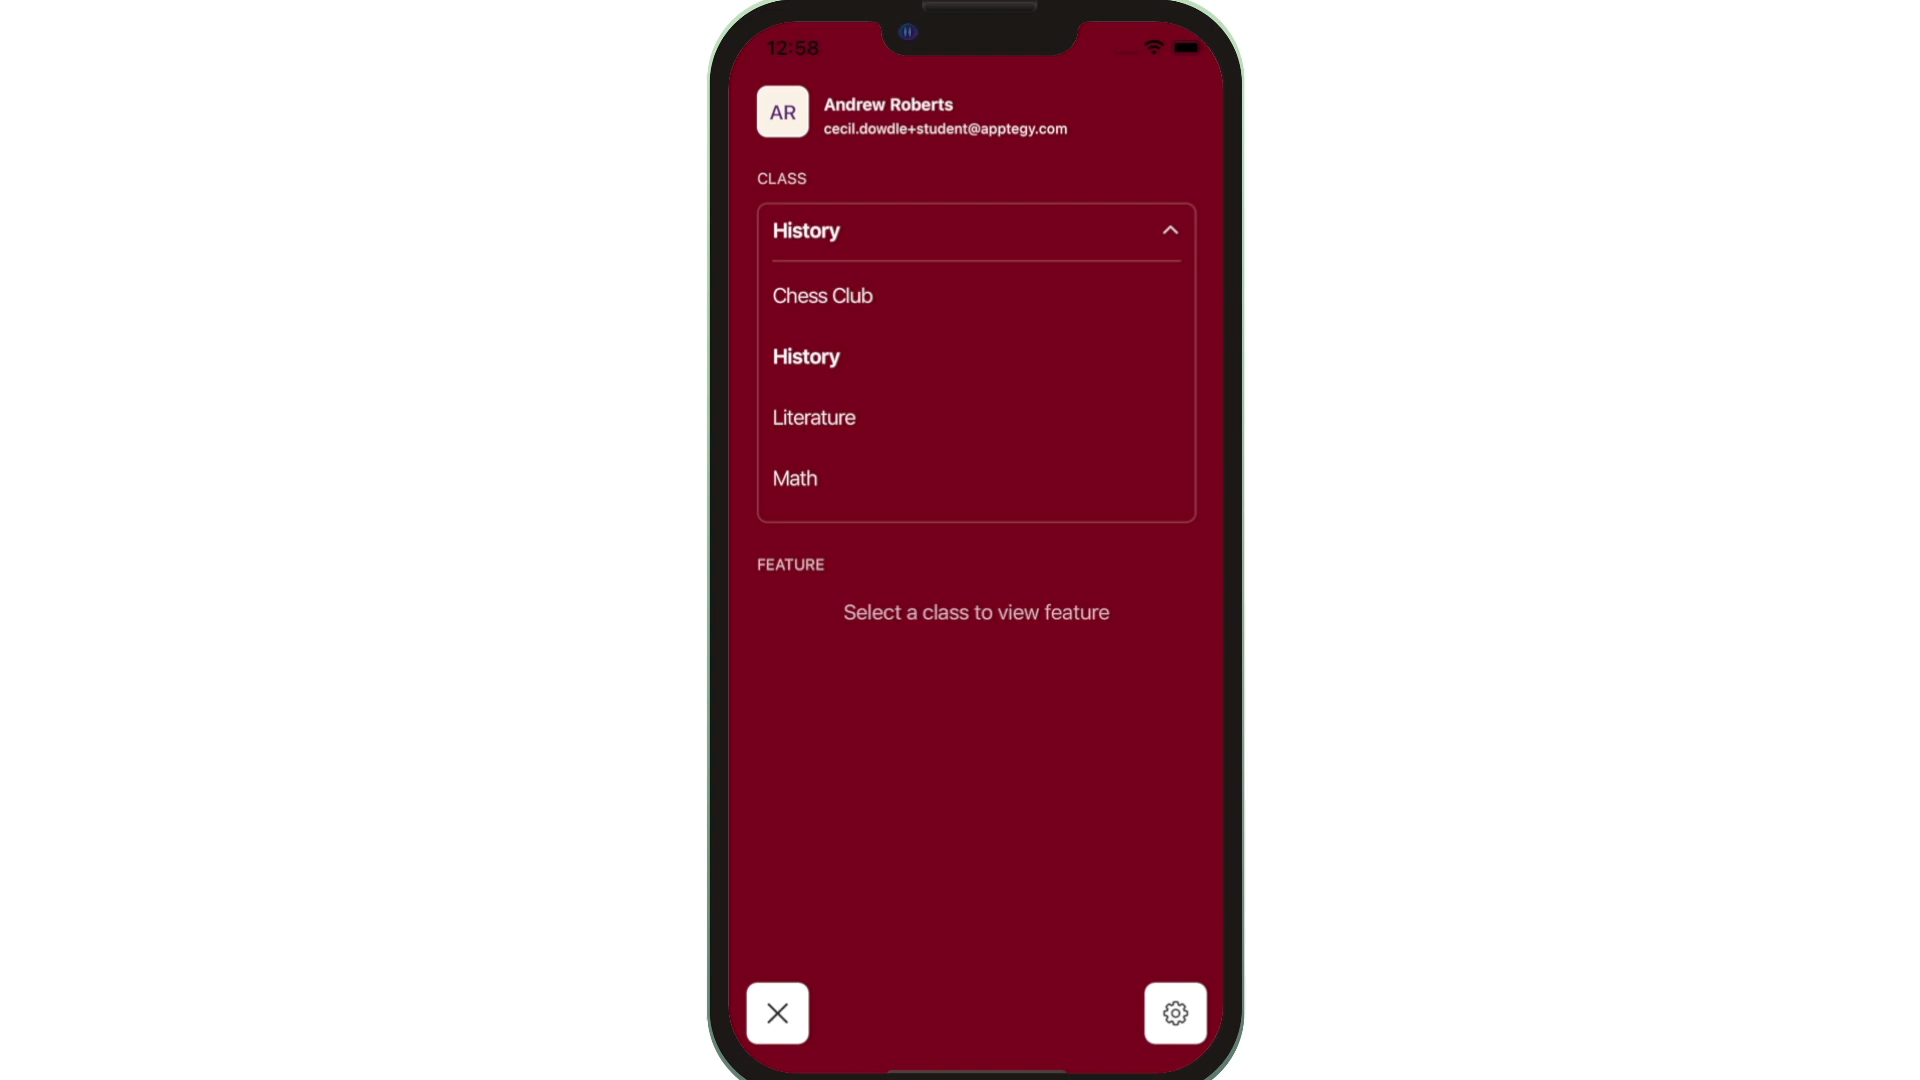 12:58
AR
Andrew Roberts
cecil.dowdle+student@apptegy.com
CLASS
History
Chess Club
History
Literature
Math
FEATURE
Select a class to view feature